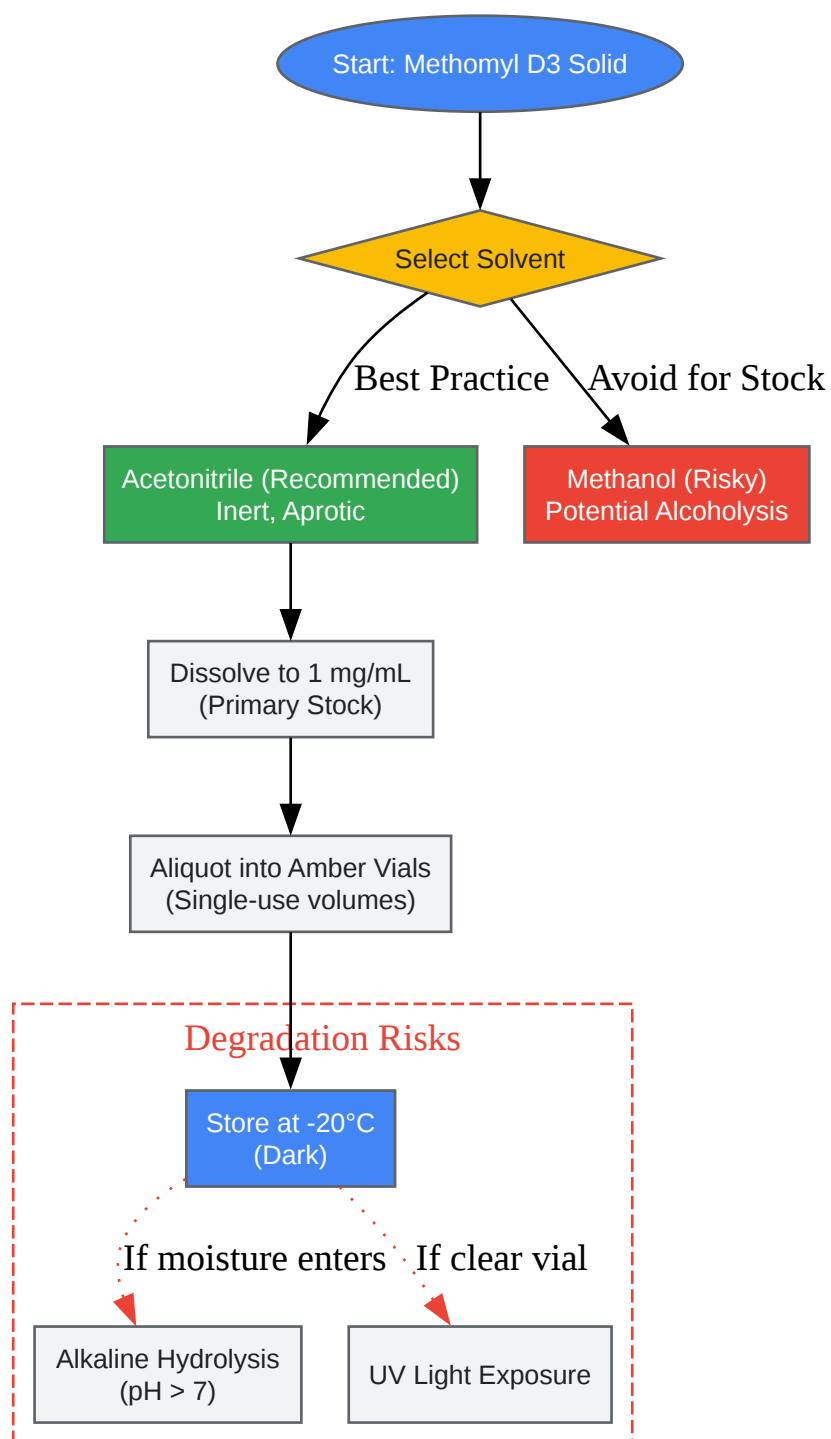 Start: Methomyl D3 Solid
Select Solvent
Best Practice
Avoid for Stock
Acetonitrile (Recommended)
Inert, Aprotic
Methanol (Risky)
Potential Alcoholysis
Dissolve to 1 mg/mL
(Primary Stock)
Aliquot into Amber Vials
(Single-use volumes)
Degradation Risks
Store at -20°C
(Dark)
If moisture enters
If clear vial
Alkaline Hydrolysis
(pH > 7)
UV Light Exposure